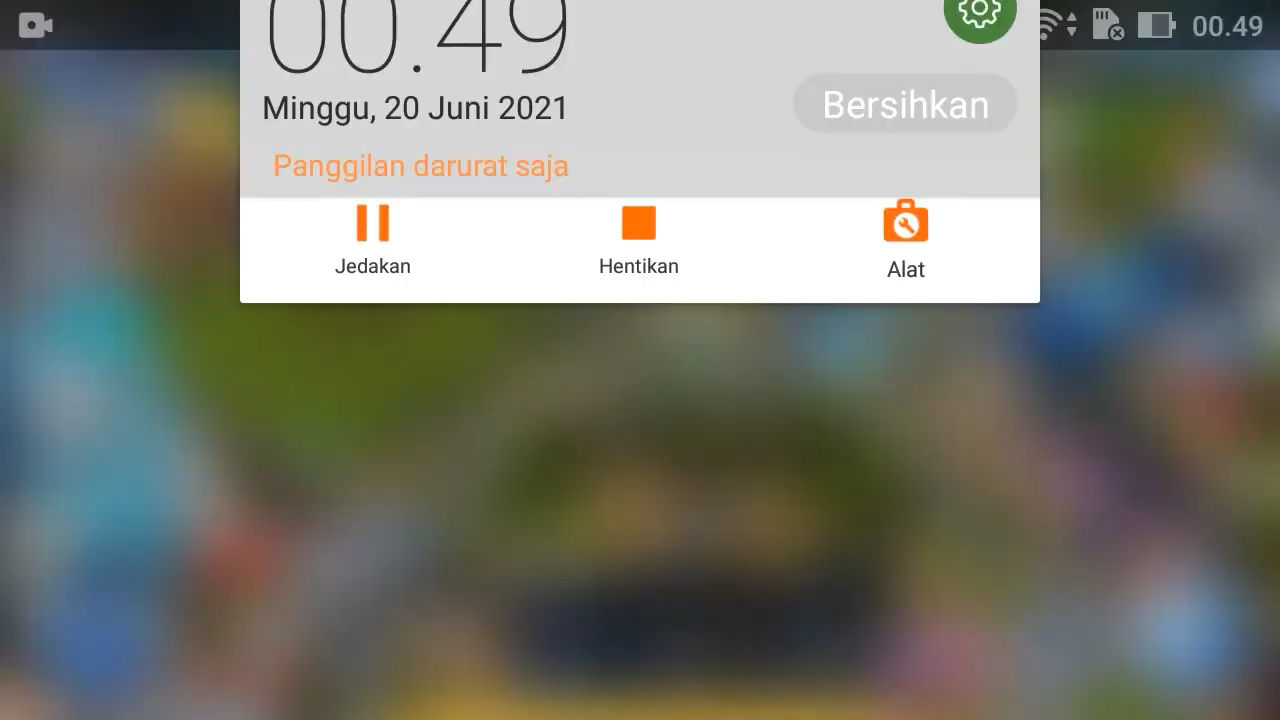 00.49
00.49
Minggu, 20 Juni 2021
Bersihkan
Panggilan darurat saja
Jedakan
Hentikan
Alat